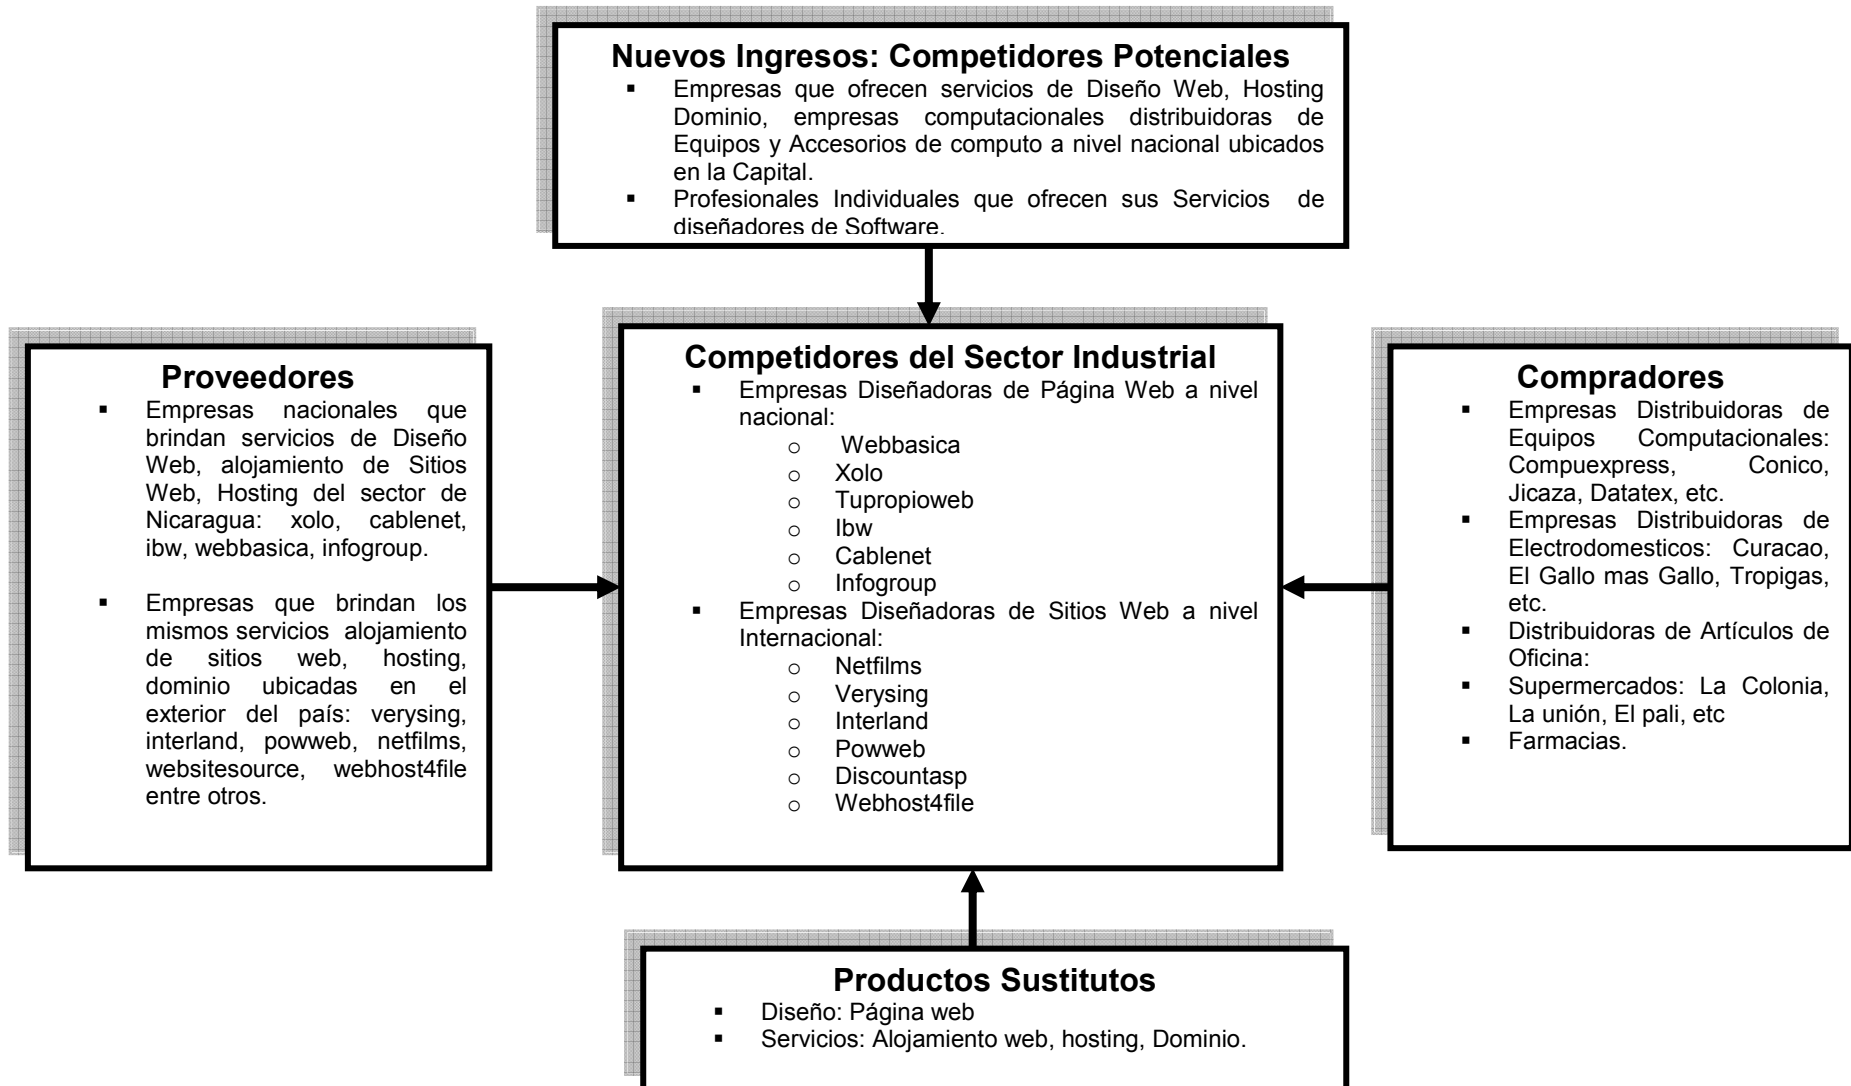 Nuevos Ingresos: Competidores Potenciales
▪ Empresas que ofrecen servicios de Diseño Web, Hosting
Dominio, empresas computacionales distribuidoras de
Equipos y Accesorios de computo a nivel nacional ubicados
en la Capital.
▪ Profesionales Individuales que ofrecen sus Servicios de
diseñadores de Software.
Proveedores
▪ Empresas nacionales que
brindan servicios de Diseño
Web, alojamiento de Sitios
Web, Hosting del sector de
Nicaragua: xolo, cablenet,
ibw, webbasica, infogroup.
▪ Empresas que brindan los
mismos servicios alojamiento
de sitios web, hosting,
dominio ubicadas en el
exterior del país: verysing,
interland, powweb, netfilms,
websitesource, webhost4file
entre otros.
Competidores del Sector Industrial
▪ Empresas Diseñadoras de Página Web a nivel
nacional:
o Webbasica
o Xolo
o Tupropioweb
o Ibw
o Cablenet
o Infogroup
▪ Empresas Diseñadoras de Sitios Web a nivel
Internacional:
o Netfilms
o Verysing
o Interland
o Powweb
o Discountasp
o Webhost4file
Compradores
▪ Empresas Distribuidoras de
Equipos Computacionales:
Compuexpress, Conico,
Jicaza, Datatex, etc.
▪ Empresas Distribuidoras de
Electrodomesticos: Curacao,
El Gallo mas Gallo, Tropigas,
etc.
▪ Distribuidoras de Artículos de
Oficina:
▪ Supermercados: La Colonia,
La unión, El pali, etc
▪ Farmacias.
Productos Sustitutos
▪ Diseño: Página web
▪ Servicios: Alojamiento web, hosting, Dominio.